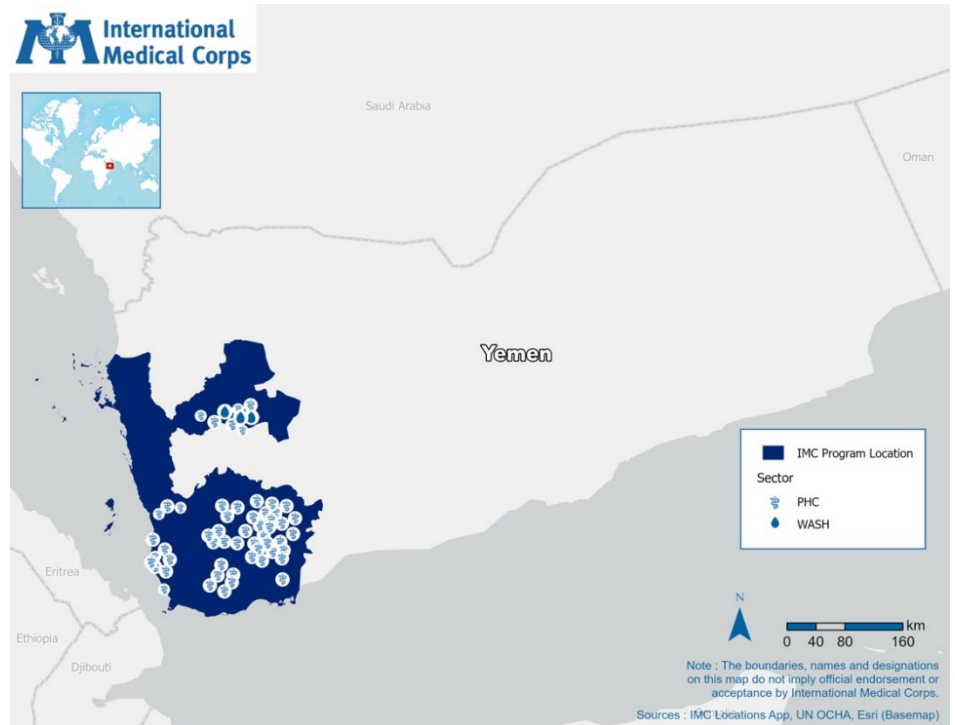 International
Medical Corps
Saudi Arabia
Oman
Yemen
IMC Program Location
Sector
PHC
WASH
Eritrea
Ethiopia
Djibouti
N
km
0 40 80 160
Note : The boundaries, names and designations
on this map do not imply official endorsement or
acceptance by International Medical Corps.
Sources : IMC Locations App, UN OCHA, Esri (Basemap)